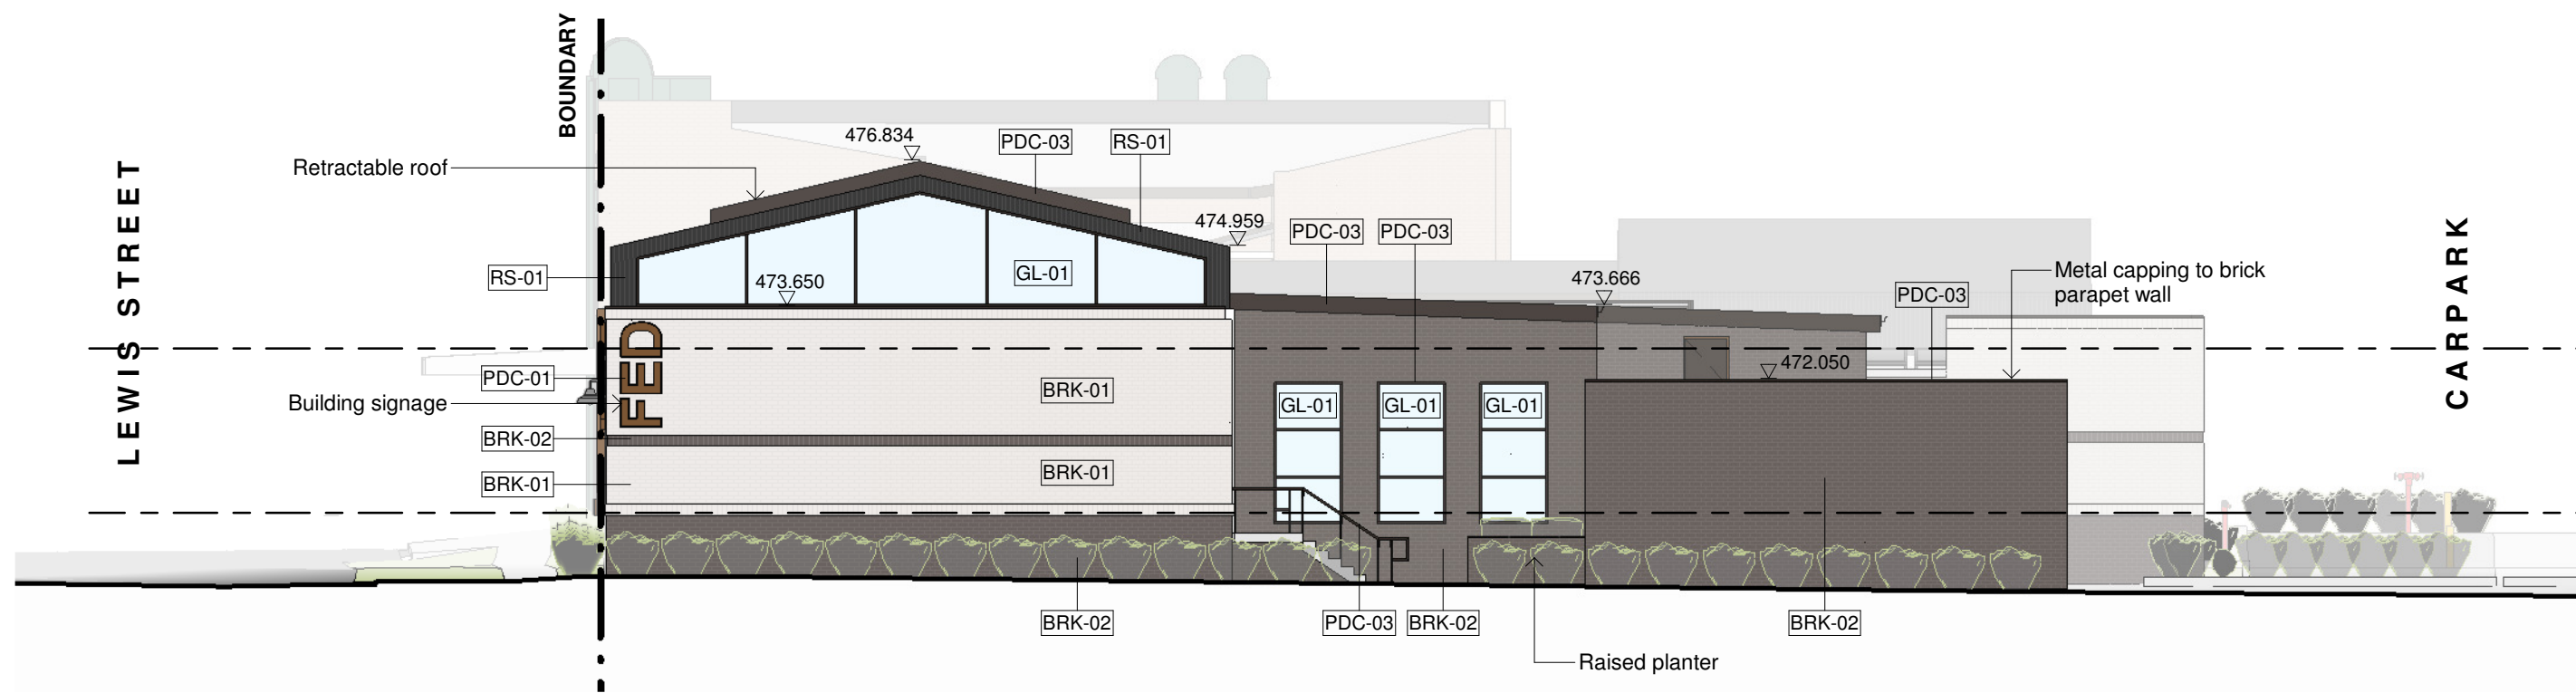 BOUNDARY
476.834
PDC-03
RS-01
Retractable roof
LEWIS STREET
474.959
PDC-03
PDC-03
CARPARK
RS-01
GL-01
473.650
473.666
PDC-03
Metal capping to brick
parapet wall
FED
PDC-01
BRK-01
472.050
Building signage
GL-01
GL-01
GL-01
BRK-02
BRK-01
BRK-01
BRK-02
PDC-03
BRK-02
BRK-02
Raised planter